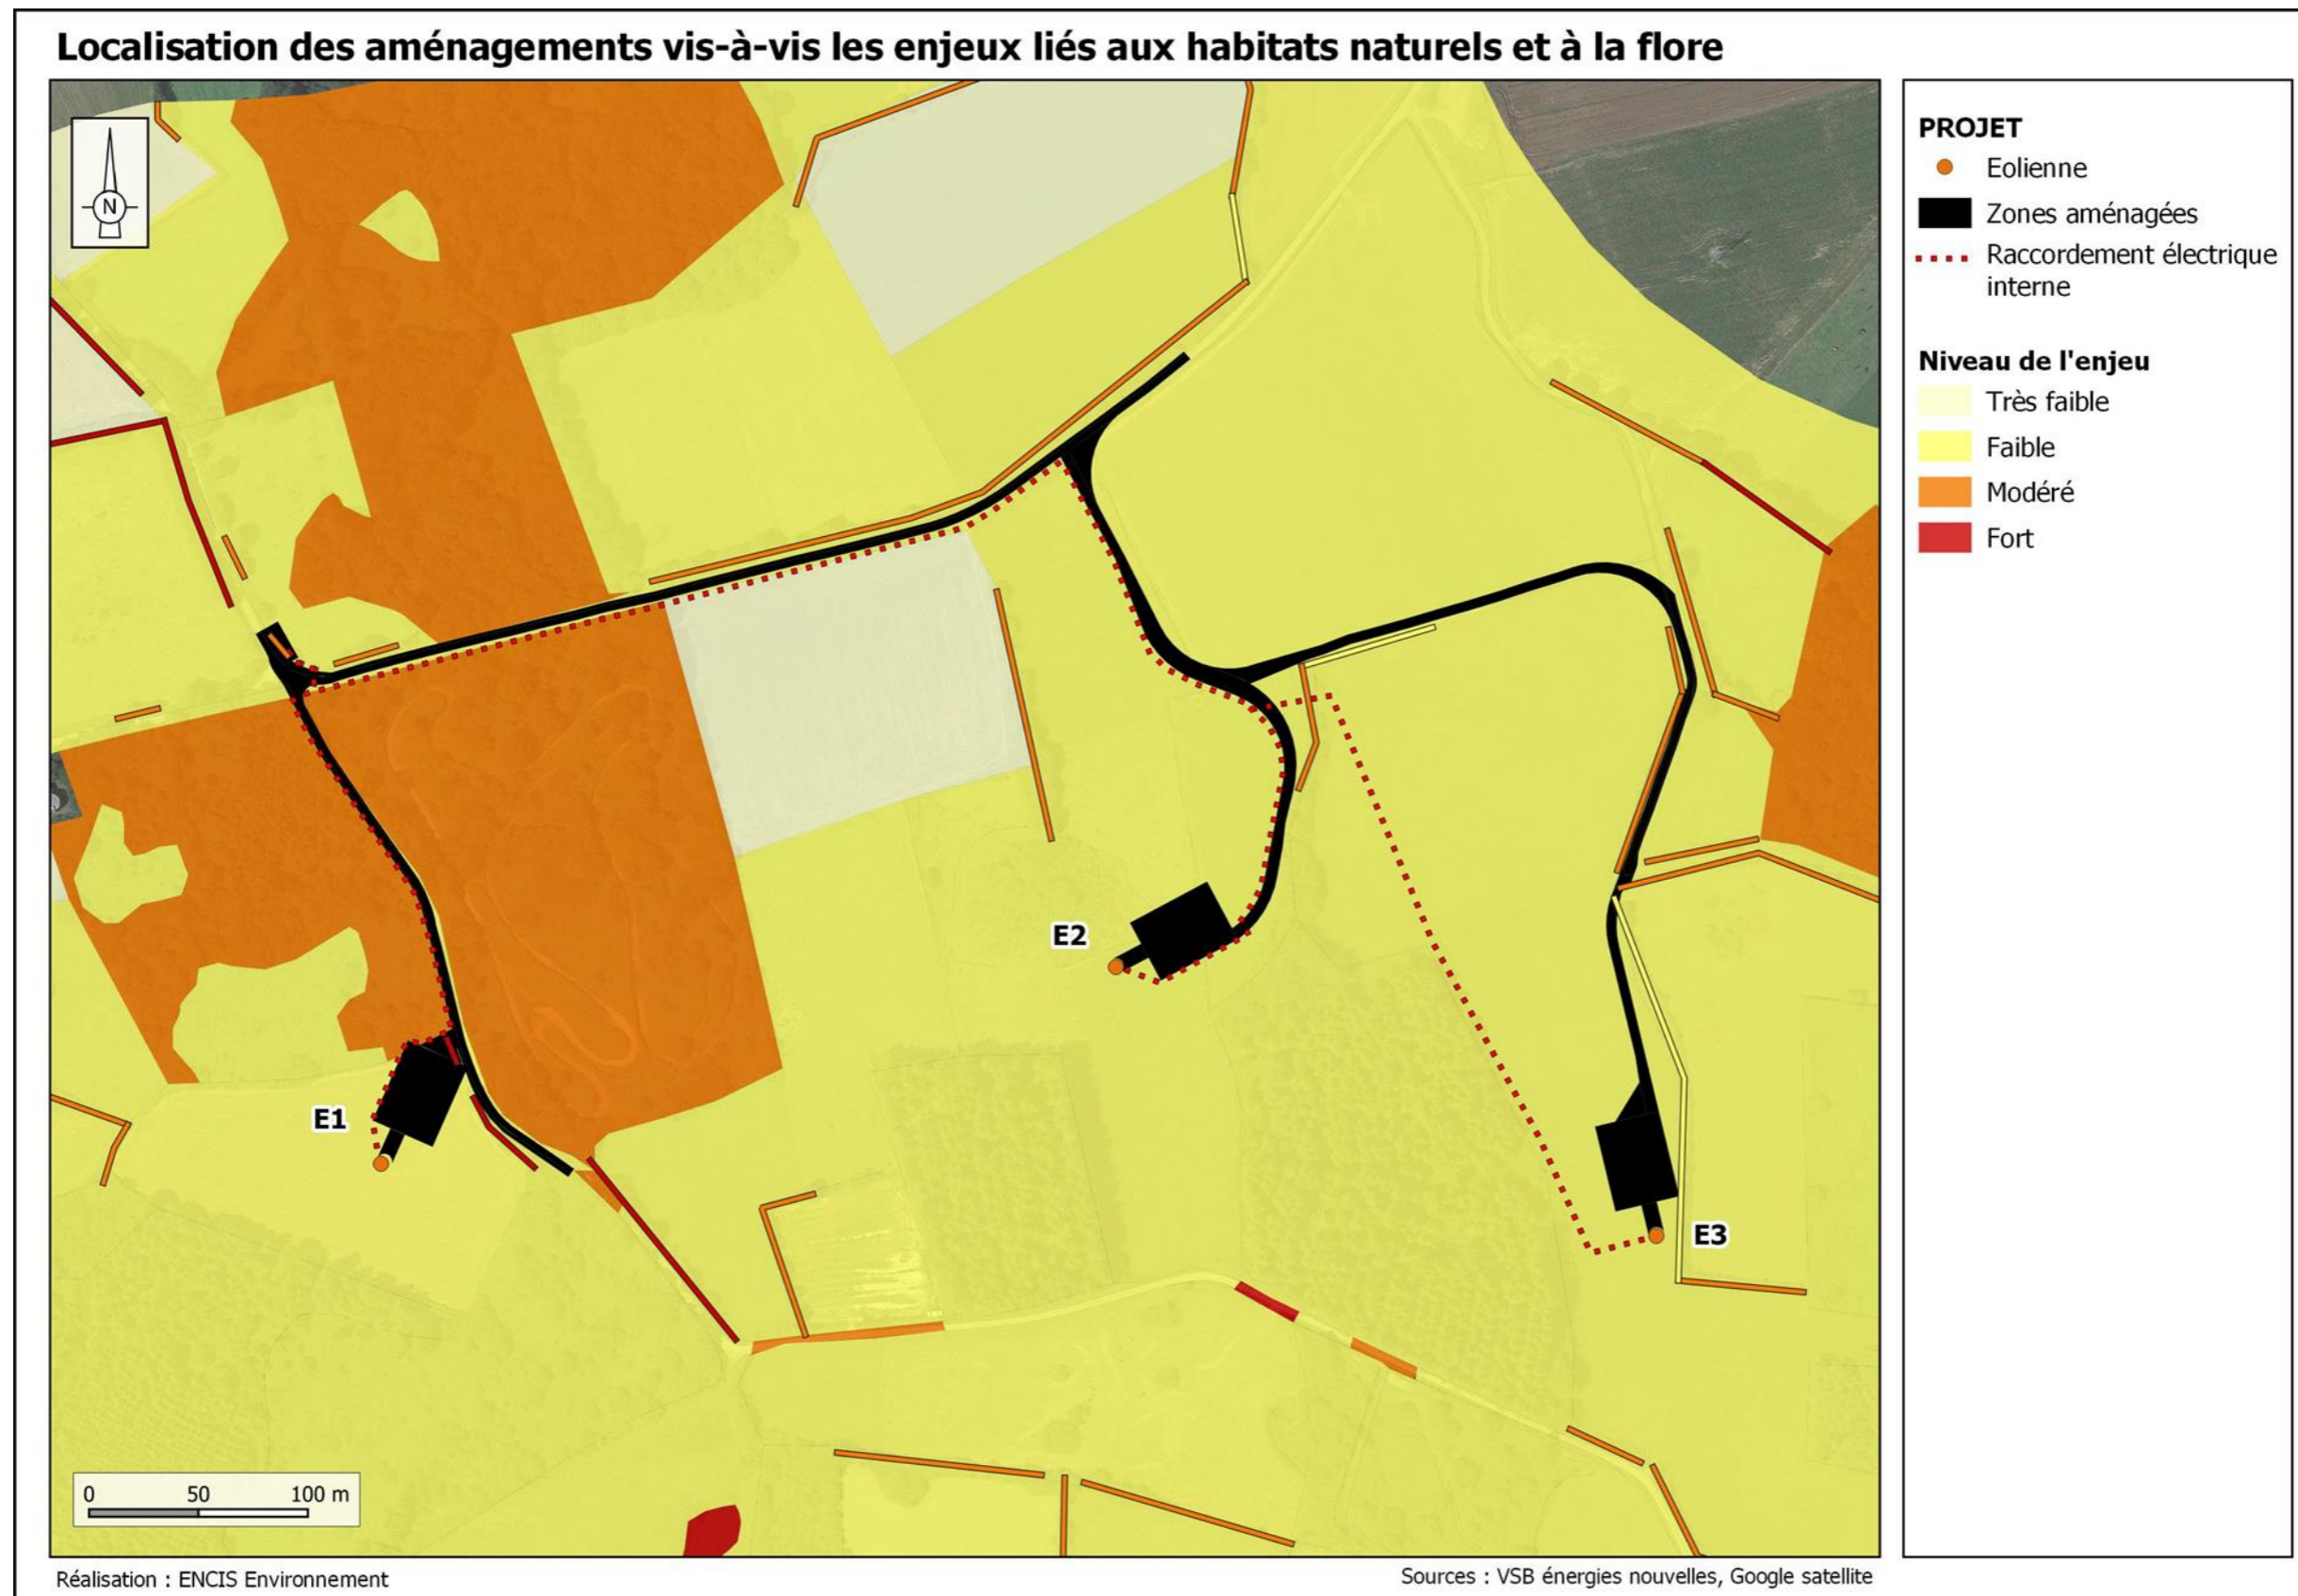 Localisation des aménagements vis-à-vis les enjeux liés aux habitats naturels et à la flore
N
E1
E2
E3
0 50 100 m
PROJET
Eolienne
Zones aménagées
Raccordement électrique
interne
Niveau de l'enjeu
Très faible
Faible
Modéré
Fort
Réalisation : ENCIS Environnement
Sources : VSB énergies nouvelles, Google satellite